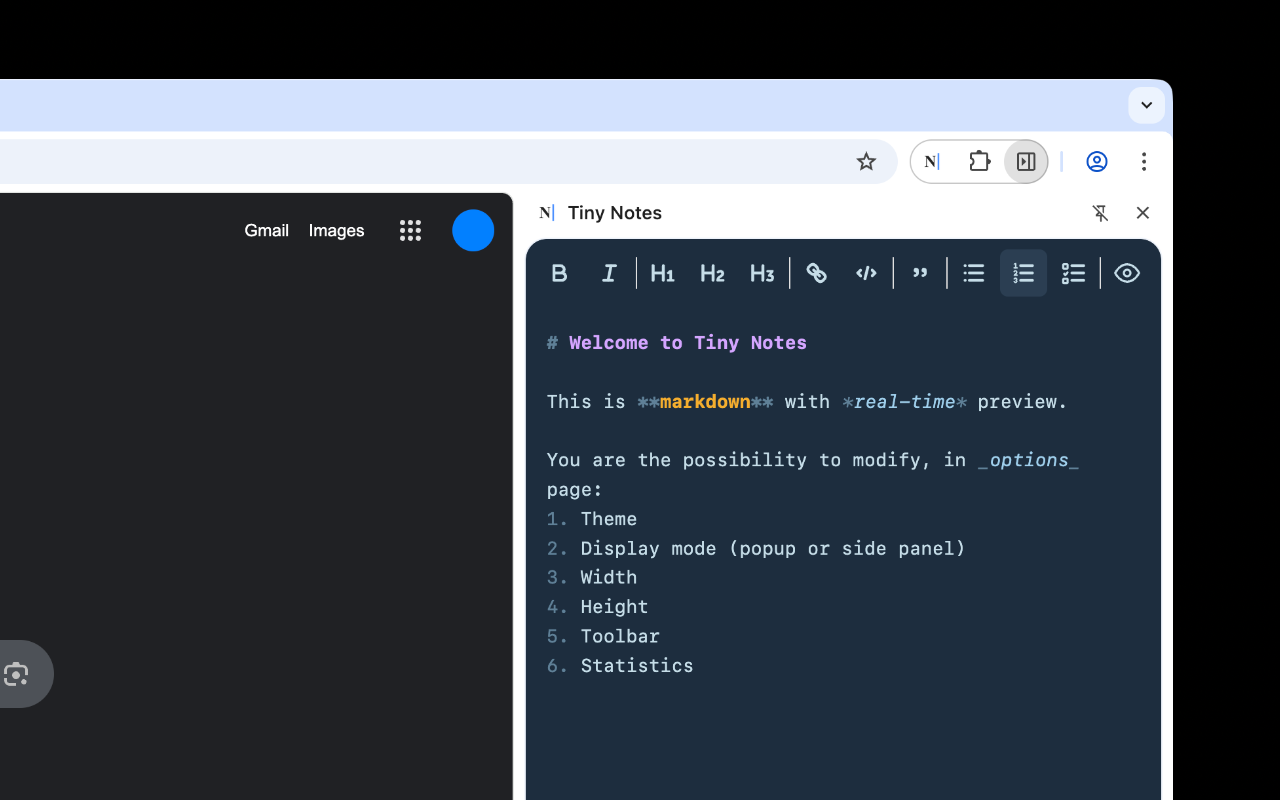 N|
Gmail Images
N| Tiny Notes
B I H1 H2 H3 </> ”
# Welcome to Tiny Notes
This is **markdown** with *real-time* preview.
You are the possibility to modify, in _options_
page:
1. Theme
2. Display mode (popup or side panel)
3. Width
4. Height
5. Toolbar
6. Statistics